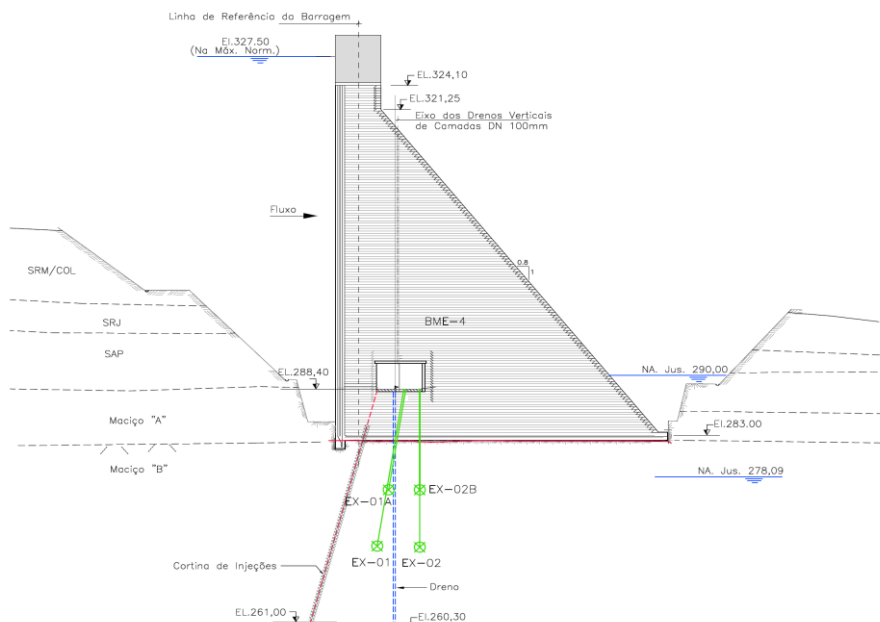 Linha de Referência da Barragem
El.327.50
(Na Máx. Norm.)
EL.324,10
EL.321,25
Eixo dos Drenos Verticais
de Camadas DN 100mm
Fluxo
SRM/COL
0.8
1
SRJ
BME-4
SAP
NA. Jus. 290,00
EL.288,40
Maciço "A"
El.283.00
Maciço "B"
NA. Jus. 278,09
EX-01A
EX-02B
EX-01
EX-02
Cortina de Injeções
Dreno
EL.261,00
El.260,30